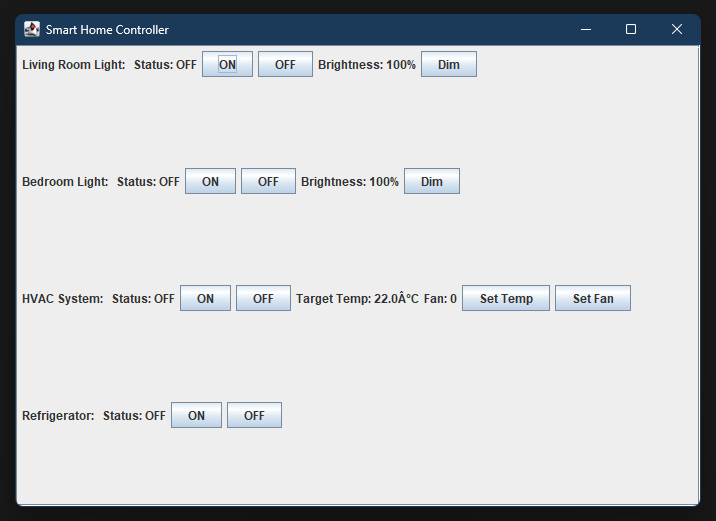 Smart Home Controller
Living Room Light: Status: OFF ON OFF Brightness: 100% Dim
Bedroom Light: Status: OFF ON OFF Brightness: 100% Dim
HVAC System: Status: OFF ON OFF Target Temp: 22.0Â°C Fan: 0 Set Temp Set Fan
Refrigerator: Status: OFF ON OFF